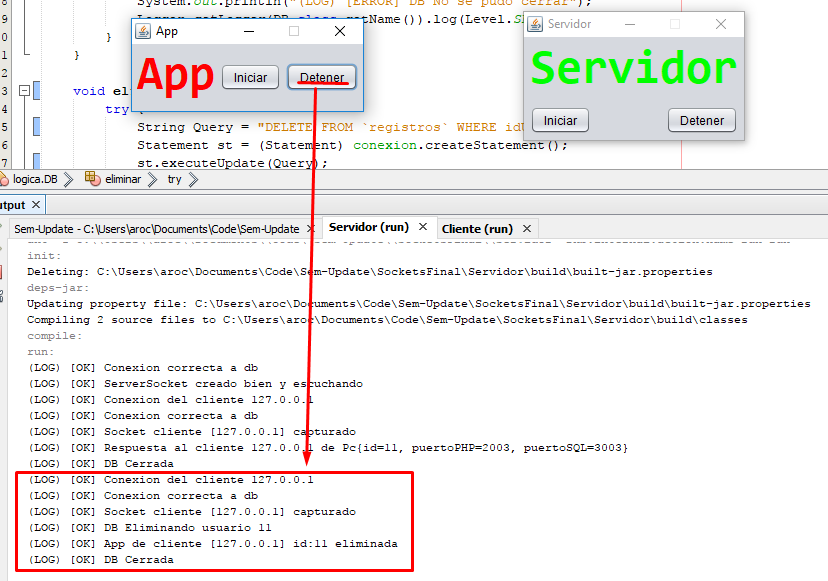 System.out.println("(LOG) [ERROR] DB No se pudo cerrar");
}
}
void
try
String Query = "DELETE FROM `registros` WHERE
Statement st = (Statement) conexion.createStatement();
st.executeUpdate(Query);
App
App
Iniciar
Detener
Servidor
Servidor
Iniciar
Detener
logica.DB
eliminar
try
Sem-Update - C:\Users\aroc\Documents\Code\Sem-Update
Servidor (run)
Cliente (run)
init:
Deleting: C:\Users\aroc\Documents\Code\Sem-Update\SocketsFinal\Servidor\build\built-jar.properties
deps-jar:
Updating property file: C:\Users\aroc\Documents\Code\Sem-Update\SocketsFinal\Servidor\build\built-jar.properties
Compiling 2 source files to C:\Users\aroc\Documents\Code\Sem-Update\SocketsFinal\Servidor\build\classes
compile:
run:
(LOG) [OK] Conexion correcta a db
(LOG) [OK] ServerSocket creado bien y escuchando
(LOG) [OK] Conexion del cliente 127.0.0.1
(LOG) [OK] Conexion correcta a db
(LOG) [OK] Socket cliente [127.0.0.1] capturado
(LOG) [OK] Respuesta al cliente 127.0.0.1 de Pc{id=11, puertoPHP=2003, puertoSQL=3003}
(LOG) [OK] DB Cerrada
(LOG) [OK] Conexion del cliente 127.0.0.1
(LOG) [OK] Conexion correcta a db
(LOG) [OK] Socket cliente [127.0.0.1] capturado
(LOG) [OK] DB Eliminando usuario 11
(LOG) [OK] App de cliente [127.0.0.1] id:11 eliminada
(LOG) [OK] DB Cerrada